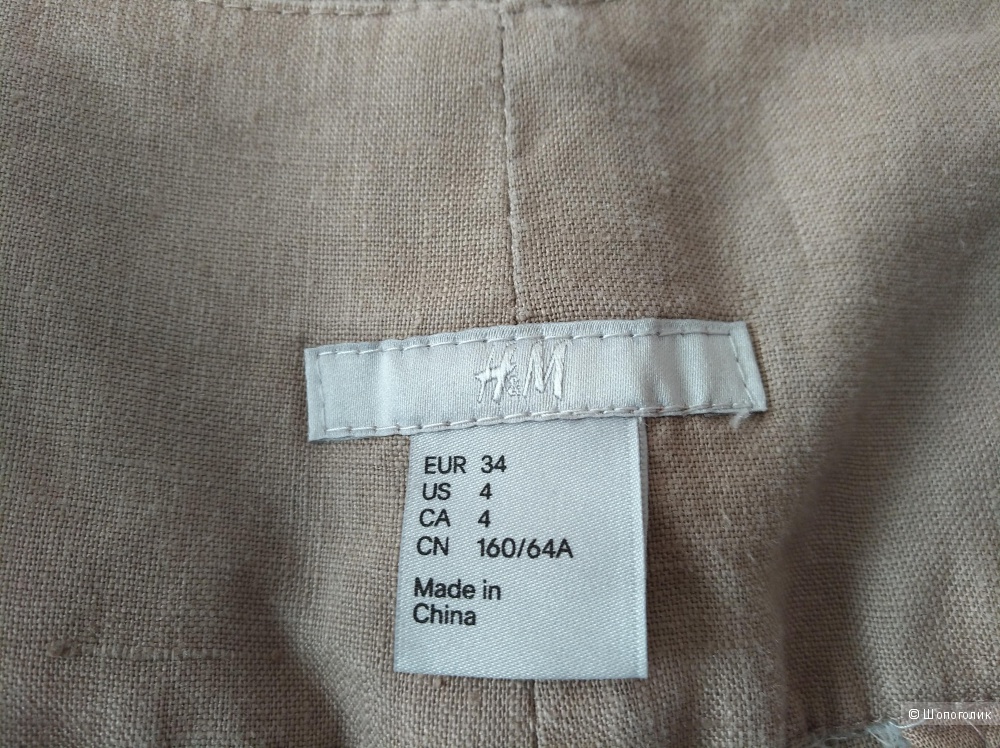 H&M
EUR 34
US 4
CA 4
CN 160/64A
Made in
China
© Шопоголик